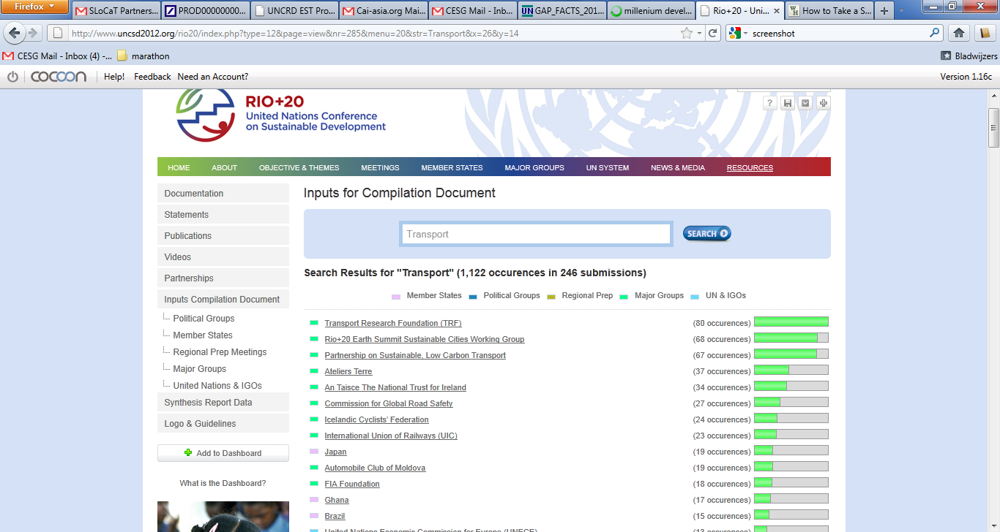 Firefox
SLoCaT Partners...
PROD00000000...
UNCRD EST Pro...
Cai-asia.org Mai...
CESG Mail - Inb...
UN GAP_FACTS_201...
millenium devel...
Rio+20 - Uni...
How to Take a S...
http://www.uncsd2012.org/rio20/index.php?type=12&page=view&nr=285&menu=20&str=Transport&x=26&y=14
screenshot
CESG Mail - Inbox (4) -...
marathon
Bladwijzers
cocoon
Help! Feedback Need an Account?
Version 1.16c
RIO+20
United Nations Conference
on Sustainable Development
HOME ABOUT OBJECTIVE & THEMES MEETINGS MEMBER STATES MAJOR GROUPS UN SYSTEM NEWS & MEDIA RESOURCES
Documentation
Statements
Publications
Videos
Partnerships
Inputs Compilation Document
Political Groups
Member States
Regional Prep Meetings
Major Groups
United Nations & IGOs
Synthesis Report Data
Logo & Guidelines
Add to Dashboard
What is the Dashboard?
Inputs for Compilation Document
Transport
SEARCH
Search Results for "Transport" (1,122 occurences in 246 submissions)
Member States Political Groups Regional Prep Major Groups UN & IGOs
Transport Research Foundation (TRF) (80 occurences)
Rio+20 Earth Summit Sustainable Cities Working Group (68 occurences)
Partnership on Sustainable, Low Carbon Transport (67 occurences)
Ateliers Terre (37 occurences)
An Taisce The National Trust for Ireland (34 occurences)
Commission for Global Road Safety (27 occurences)
Icelandic Cyclists' Federation (24 occurences)
International Union of Railways (UIC) (23 occurences)
Japan (19 occurences)
Automobile Club of Moldova (19 occurences)
FIA Foundation (18 occurences)
Ghana (17 occurences)
Brazil (15 occurences)
United Nations Economic Commission for Europe (UNECE) (13 occurences)